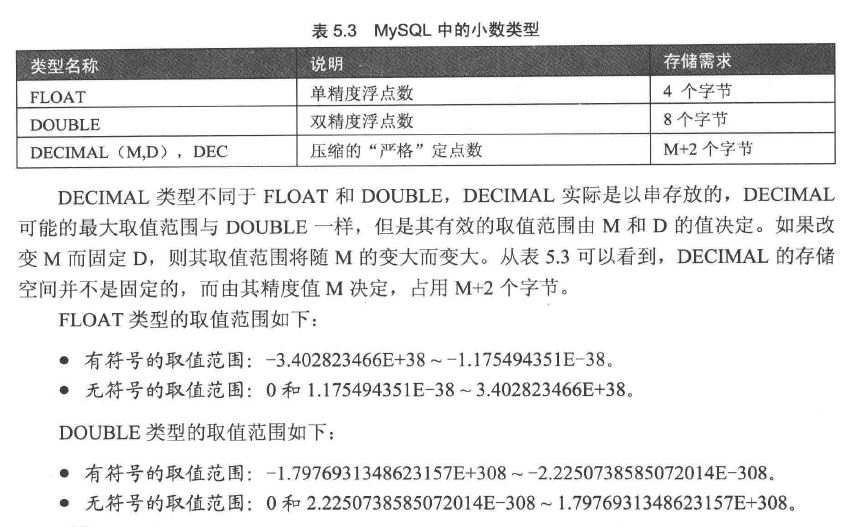 表 5.3 MySQL 中的小数类型
类型名称 说明 存储需求
FLOAT 单精度浮点数 4 个字节
DOUBLE 双精度浮点数 8 个字节
DECIMAL（M,D），DEC 压缩的“严格”定点数 M+2 个字节
DECIMAL 类型不同于 FLOAT 和 DOUBLE，DECIMAL 实际是以串存放的，DECIMAL
可能的最大取值范围与 DOUBLE 一样，但是其有效的取值范围由 M 和 D 的值决定。如果改
变 M 而固定 D，则其取值范围将随 M 的变大而变大。从表 5.3 可以看到，DECIMAL 的存储
空间并不是固定的，而由其精度值 M 决定，占用 M+2 个字节。
FLOAT 类型的取值范围如下：
● 有符号的取值范围：-3.402823466E+38 ~ -1.175494351E-38。
● 无符号的取值范围：0 和 1.175494351E-38 ~ 3.402823466E+38。
DOUBLE 类型的取值范围如下：
● 有符号的取值范围：-1.7976931348623157E+308 ~ -2.2250738585072014E-308。
● 无符号的取值范围：0 和 2.2250738585072014E-308 ~ 1.7976931348623157E+308。